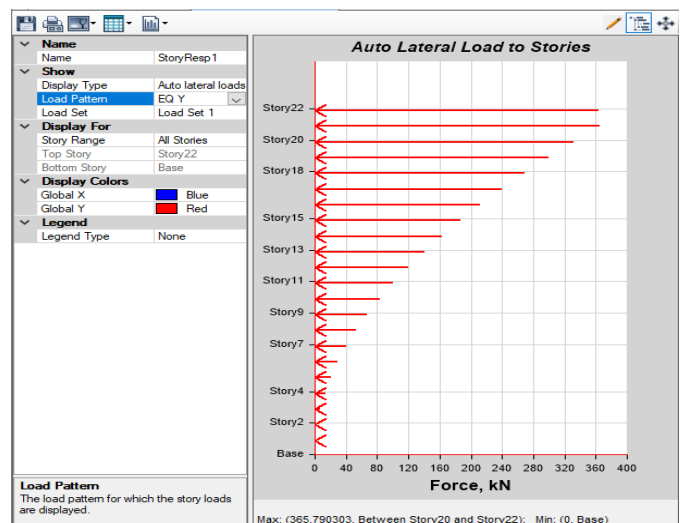 Name
Name StoryResp1
Show
Display Type Auto lateral loads
Load Pattern EQ Y
Load Set Load Set 1
Display For
Story Range All Stories
Top Story Story22
Bottom Story Base
Display Colors
Global X Blue
Global Y Red
Legend
Legend Type None
Load Pattern
The load pattern for which the story loads
are displayed.
Auto Lateral Load to Stories
Story22
Story20
Story18
Story15
Story13
Story11
Story9
Story7
Story4
Story2
Base
0 40 80 120 160 200 240 280 320 360 400
Force, kN
Max: (365.790303, Between Story20 and Story22); Min: (0, Base)